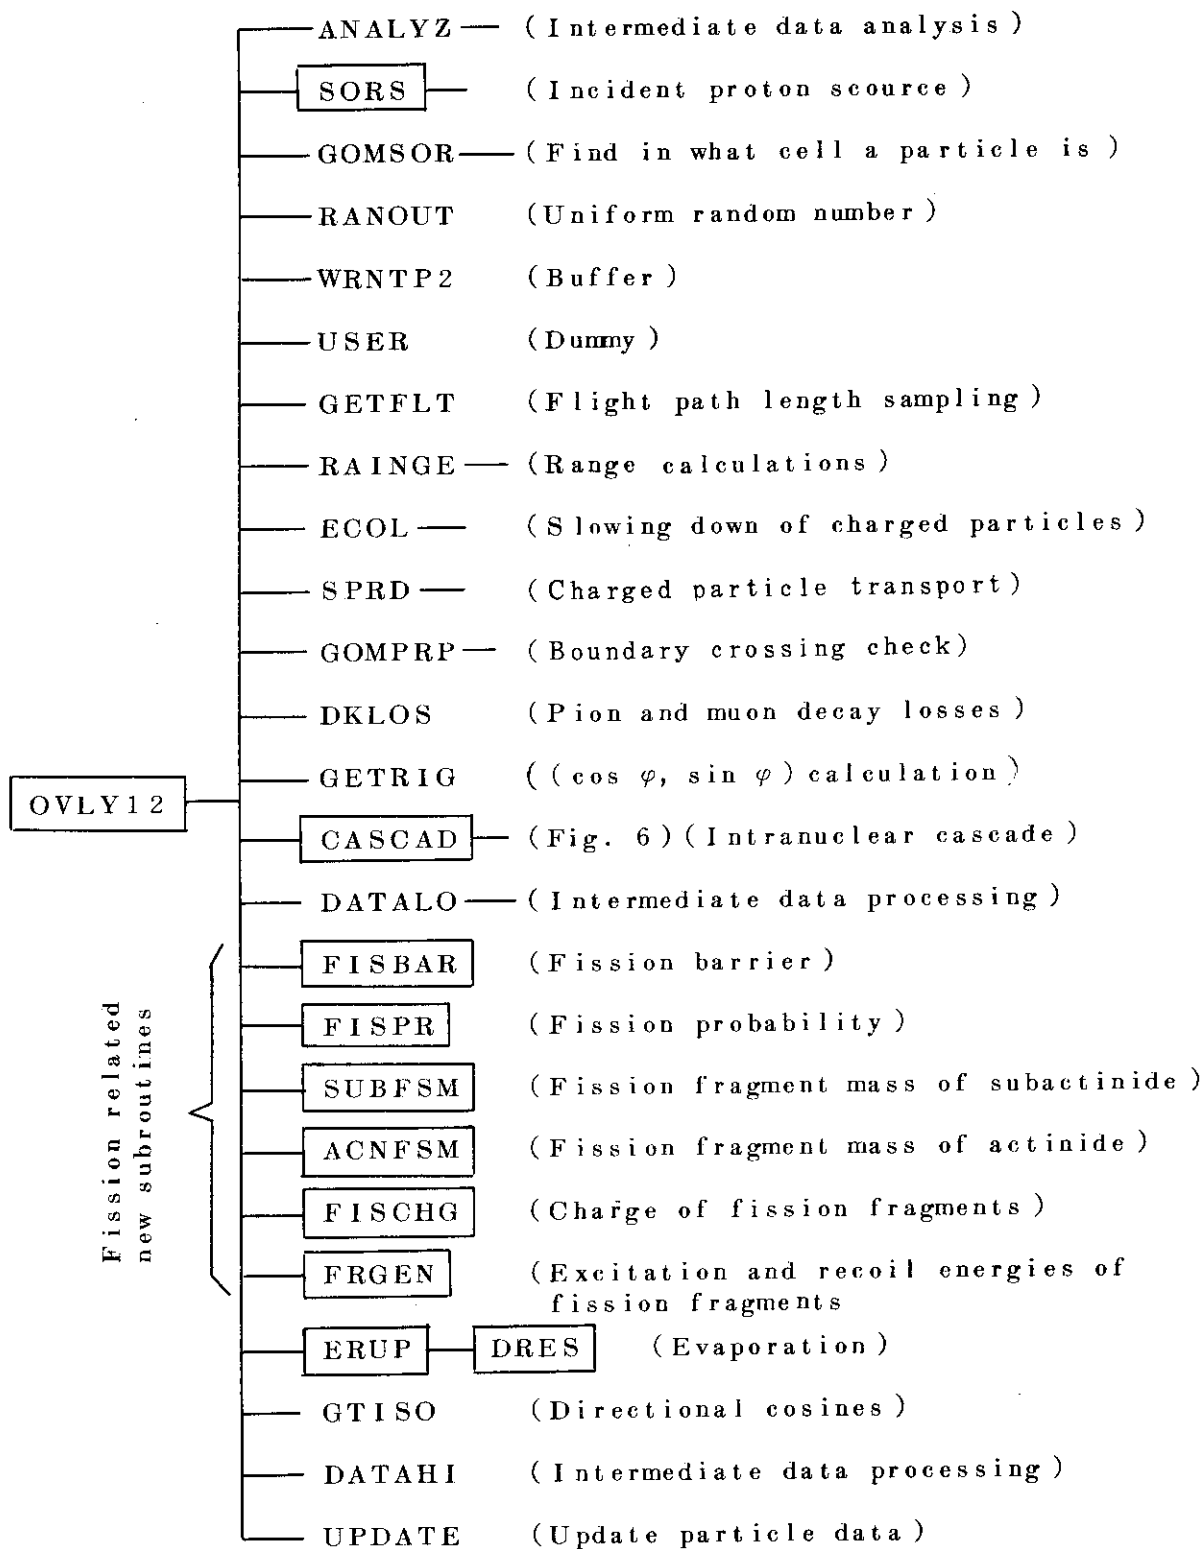 ANALYZ (Intermediate data analysis)
SORS (Incident proton scource)
GOMSOR (Find in what cell a particle is)
RANOUT (Uniform random number)
WRNTP2 (Buffer)
USER (Dummy)
GETFLT (Flight path length sampling)
RAINGE (Range calculations)
ECOL (Slowing down of charged particles)
SPRD (Charged particle transport)
GOMPRP (Boundary crossing check)
DKLOS (Pion and muon decay losses)
GETRIG ((cos φ, sin φ) calculation)
OVLY12
CASCAD (Fig. 6) (Intranuclear cascade)
DATALO (Intermediate data processing)
Fission related
new subroutines
FISBAR (Fission barrier)
FISPR (Fission probability)
SUBFSM (Fission fragment mass of subactinide)
ACNFSM (Fission fragment mass of actinide)
FISCHG (Charge of fission fragments)
FRGEN (Excitation and recoil energies of
fission fragments
ERUP DRES (Evaporation)
GTISO (Directional cosines)
DATAHI (Intermediate data processing)
UPDATE (Update particle data)